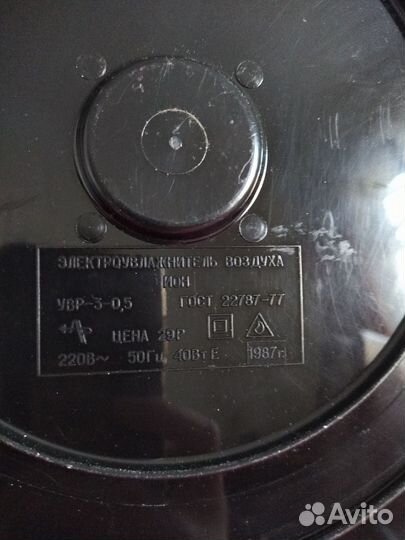 ЭЛЕКТРОУВЛАЖНИТЕЛЬ ВОЗДУХА
УВР-3-0,5 ГОСТ 22787-77
ЦЕНА 29Р
220В~ 50Гц 40Вт Е 1987г.
Avito